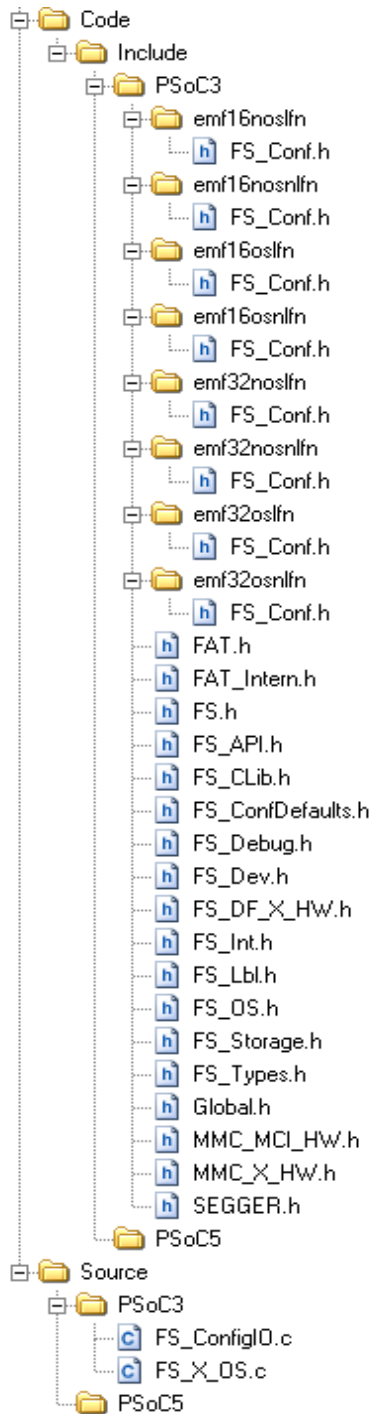 Code
Include
PSoC3
emf16noslfn
FS_Conf.h
emf16nosnlfn
FS_Conf.h
emf16oslfn
FS_Conf.h
emf16osnlfn
FS_Conf.h
emf32noslfn
FS_Conf.h
emf32nosnlfn
FS_Conf.h
emf32oslfn
FS_Conf.h
emf32osnlfn
FS_Conf.h
FAT.h
FAT_Intern.h
FS.h
FS_API.h
FS_CLib.h
FS_ConfDefaults.h
FS_Debug.h
FS_Dev.h
FS_DF_X_HW.h
FS_Int.h
FS_Lbl.h
FS_OS.h
FS_Storage.h
FS_Types.h
Global.h
MMC_MCI_HW.h
MMC_X_HW.h
SEGGER.h
PSoC5
Source
PSoC3
FS_ConfigIO.c
FS_X_OS.c
PSoC5